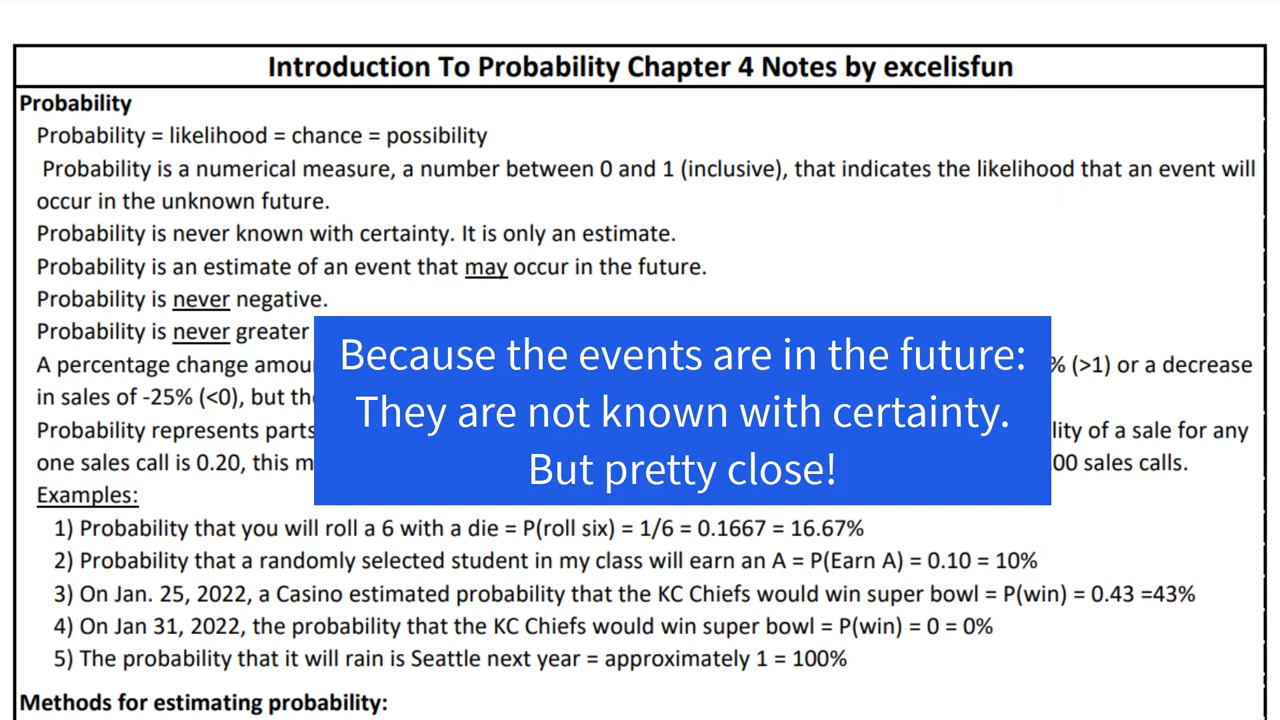 Introduction To Probability Chapter 4 Notes by excelisfun
Probability
Probability = likelihood = chance = possibility
Probability is a numerical measure, a number between 0 and 1 (inclusive), that indicates the likelihood that an event will
occur in the unknown future.
Probability is never known with certainty. It is only an estimate.
Probability is an estimate of an event that may occur in the future.
Probability is never negative.
Probability is never greater
A percentage change % (>1) or a decrease
in sales of -25% (<0), but
Probability represents parts of a sale for any
one sales call is 0.20, this sales calls.
Because the events are in the future:
They are not known with certainty.
But pretty close!
Examples:
1) Probability that you will roll a 6 with a die = P(roll six) = 1/6 = 0.1667 = 16.67%
2) Probability that a randomly selected student in my class will earn an A = P(Earn A) = 0.10 = 10%
3) On Jan. 25, 2022, a Casino estimated probability that the KC Chiefs would win super bowl = P(win) = 0.43 =43%
4) On Jan 31, 2022, the probability that the KC Chiefs would win super bowl = P(win) = 0 = 0%
5) The probability that it will rain is Seattle next year = approximately 1 = 100%
Methods for estimating probability: